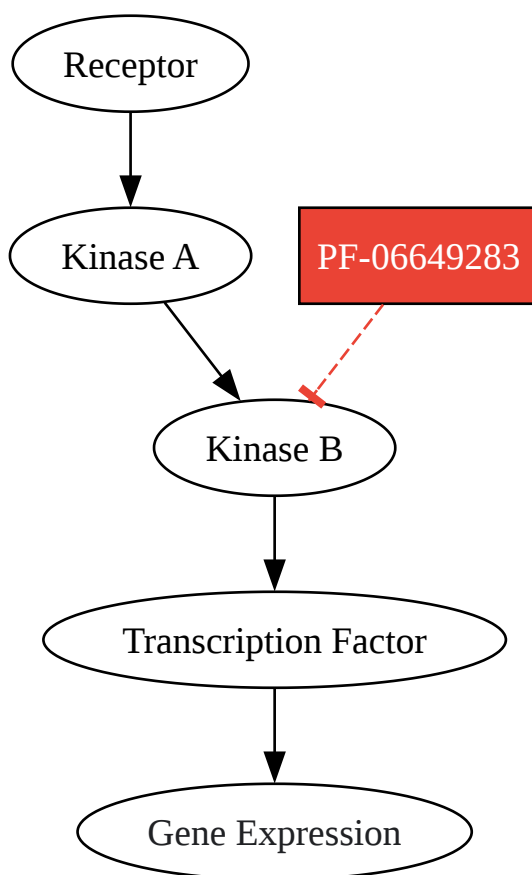 Receptor
Kinase A
PF-06649283
Kinase B
Transcription Factor
Gene Expression